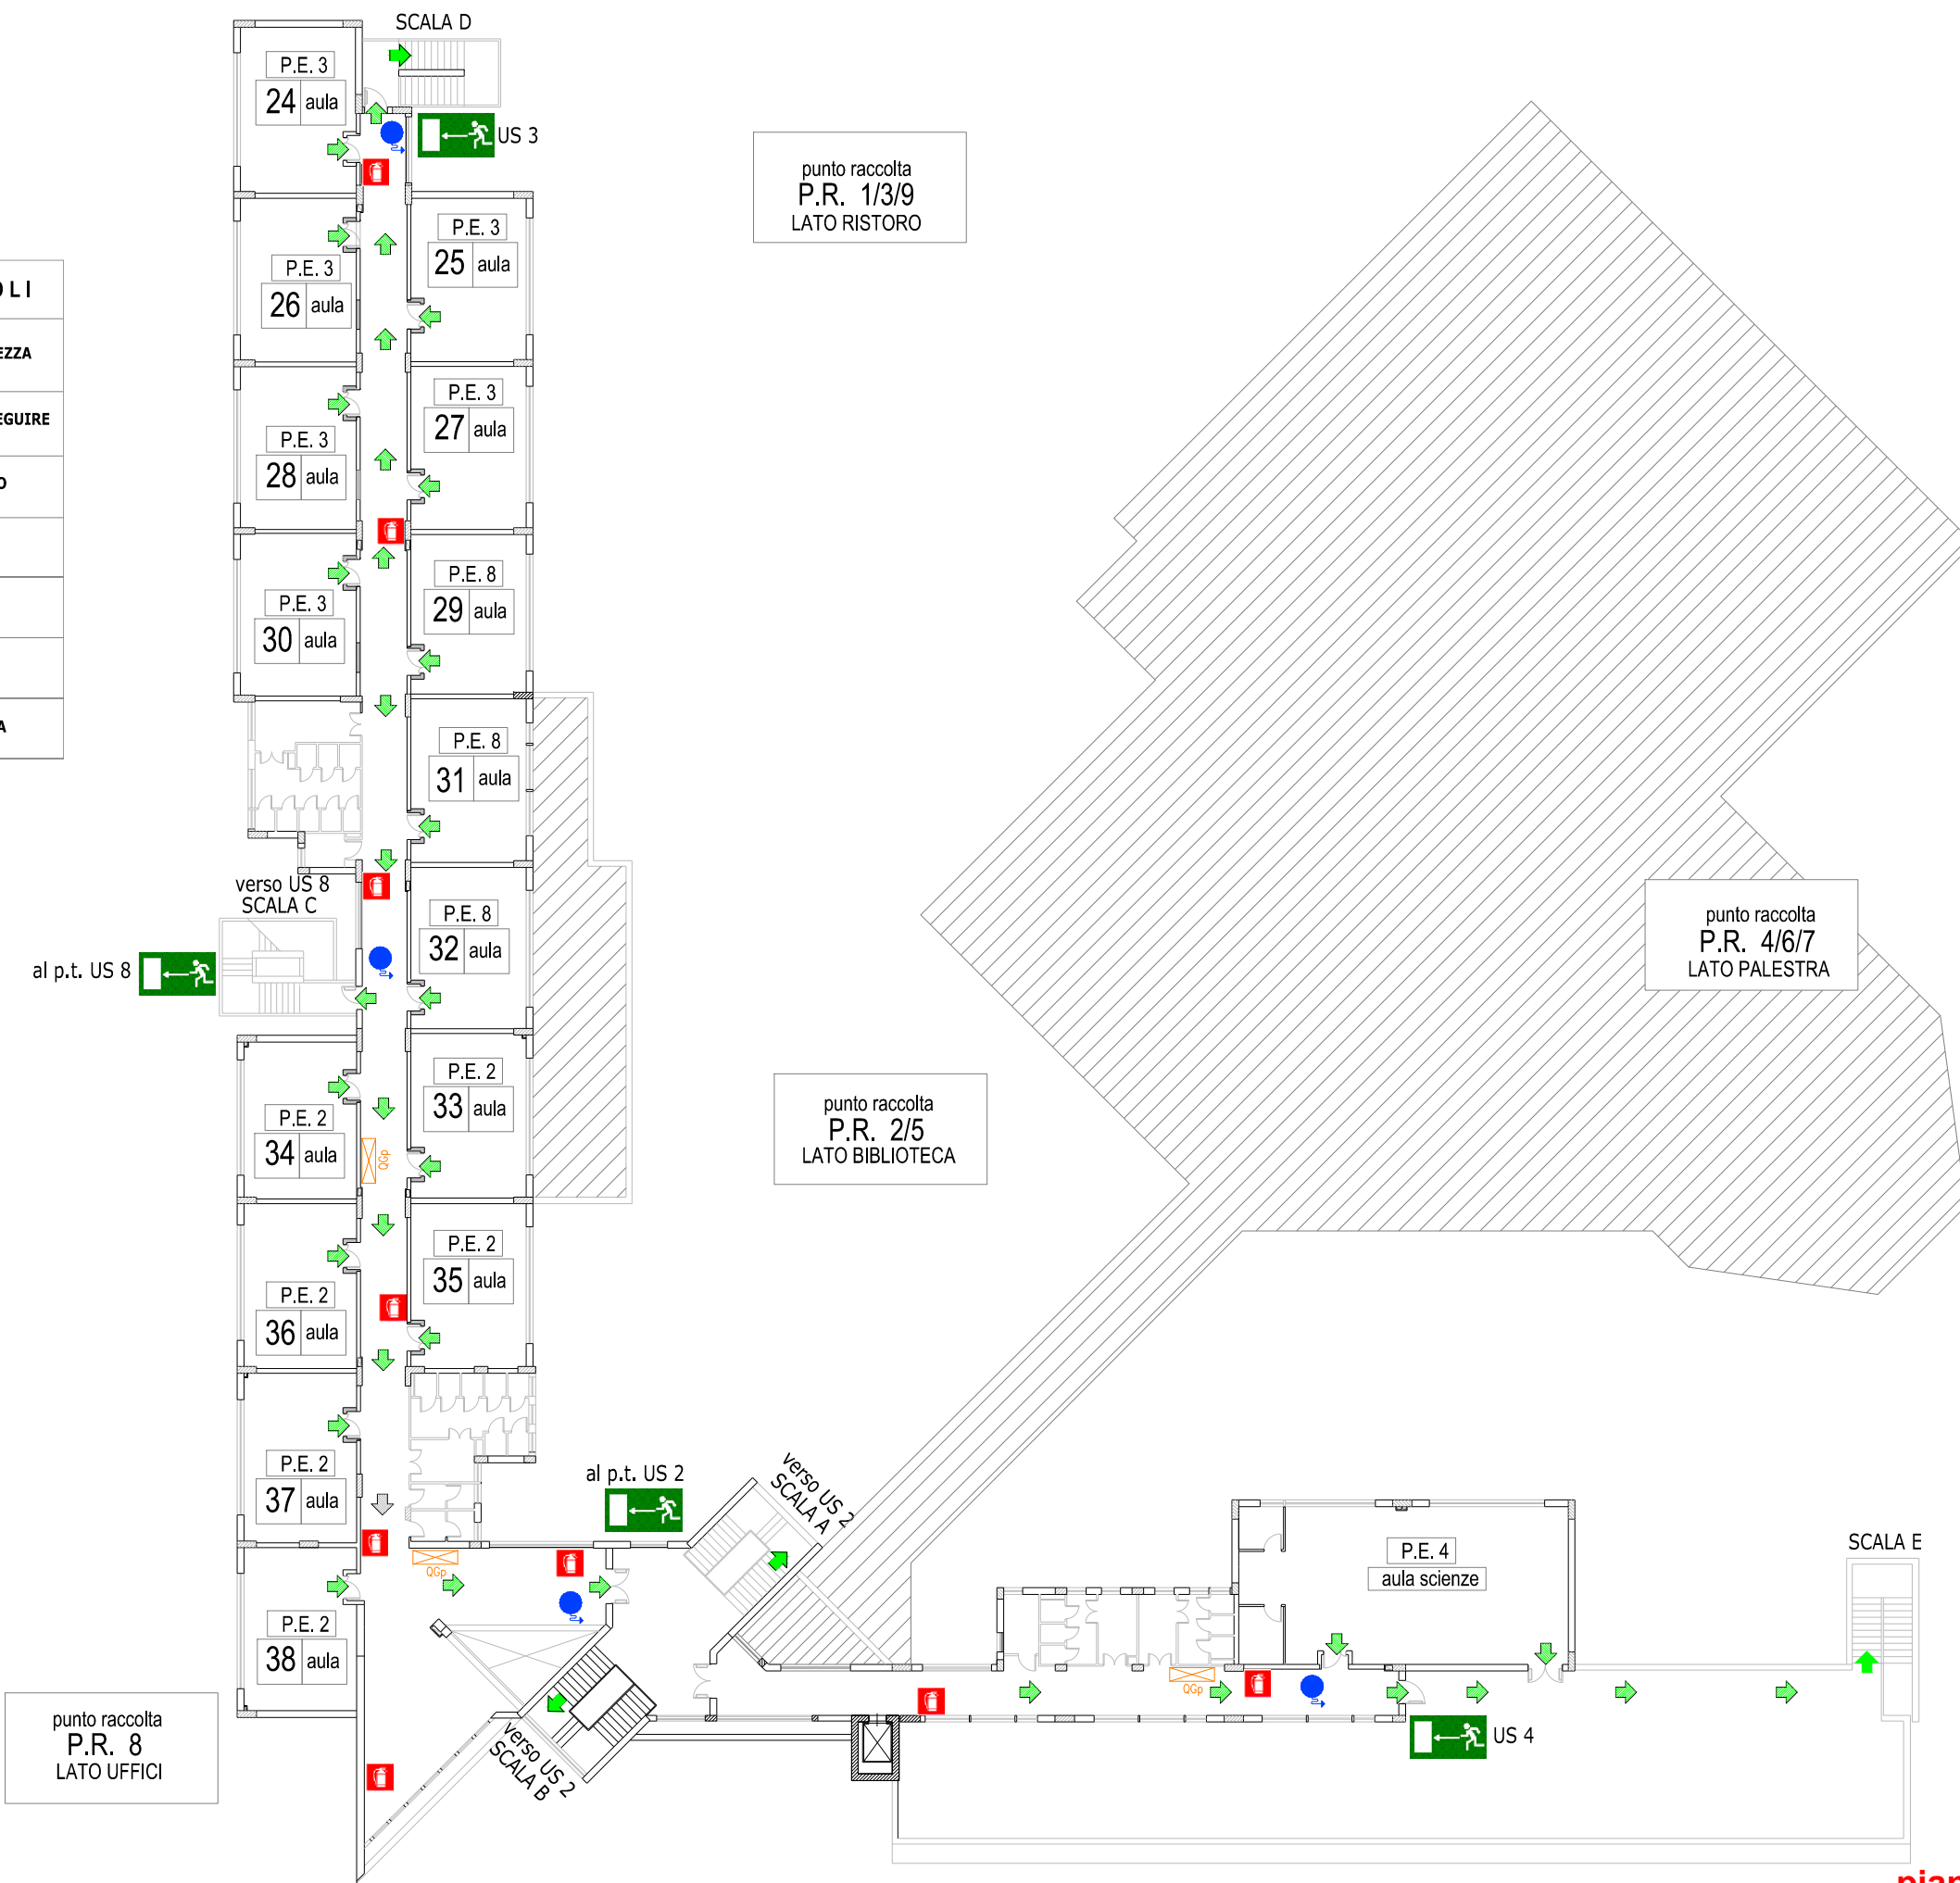 SCALA D
P.E. 3
24 aula
US 3
punto raccolta
P.R. 1/3/9
LATO RISTORO
P.E. 3
25 aula
P.E. 3
26 aula
P.E. 3
27 aula
P.E. 3
28 aula
P.E. 8
29 aula
P.E. 3
30 aula
P.E. 8
31 aula
verso US 8
SCALA C
al p.t. US 8
P.E. 8
32 aula
punto raccolta
P.R. 4/6/7
LATO PALESTRA
P.E. 2
33 aula
P.E. 2
34 aula
QGp
punto raccolta
P.R. 2/5
LATO BIBLIOTECA
P.E. 2
35 aula
P.E. 2
36 aula
P.E. 2
37 aula
al p.t. US 2
verso US 2
SCALA A
QGp
P.E. 4
aula scienze
SCALA E
P.E. 2
38 aula
QGp
US 4
verso US 2
SCALA B
punto raccolta
P.R. 8
LATO UFFICI